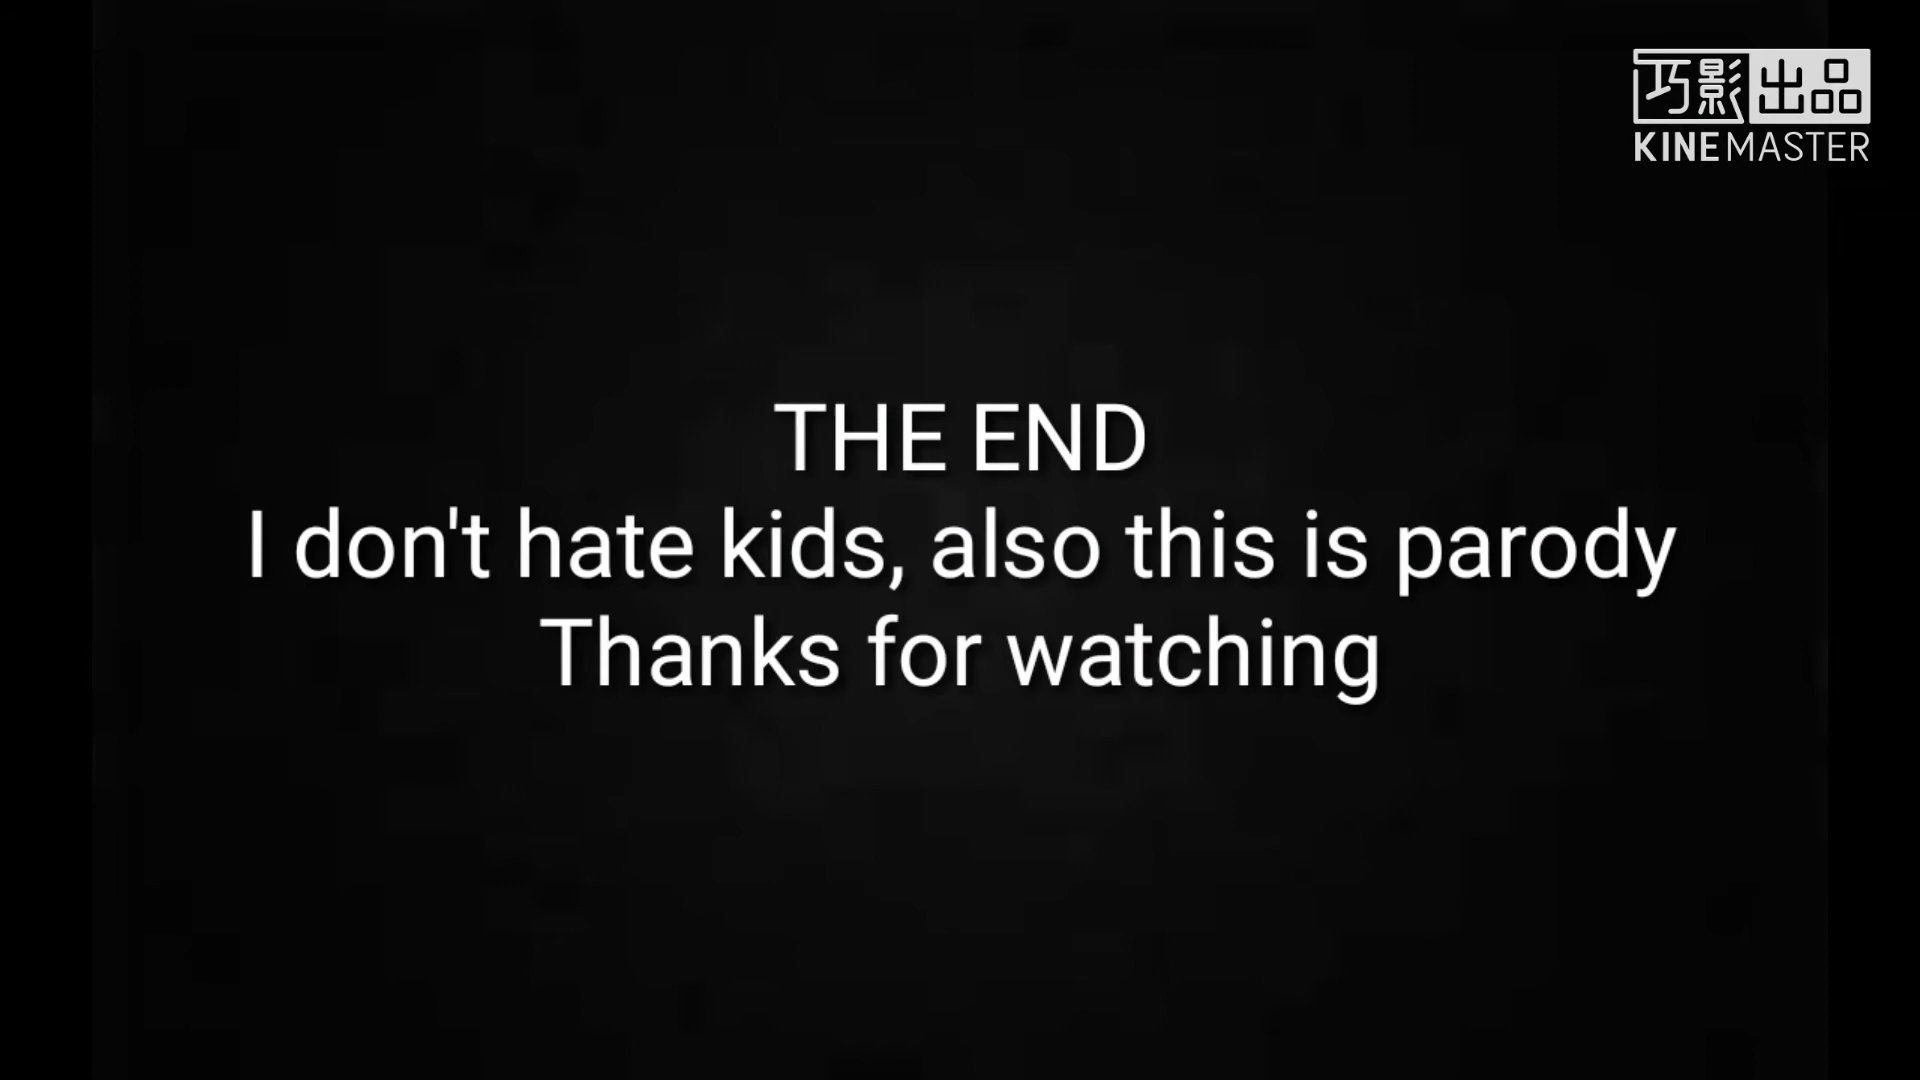 巧影出品
KINEMASTER
THE END
I don't hate kids, also this is parody
Thanks for watching